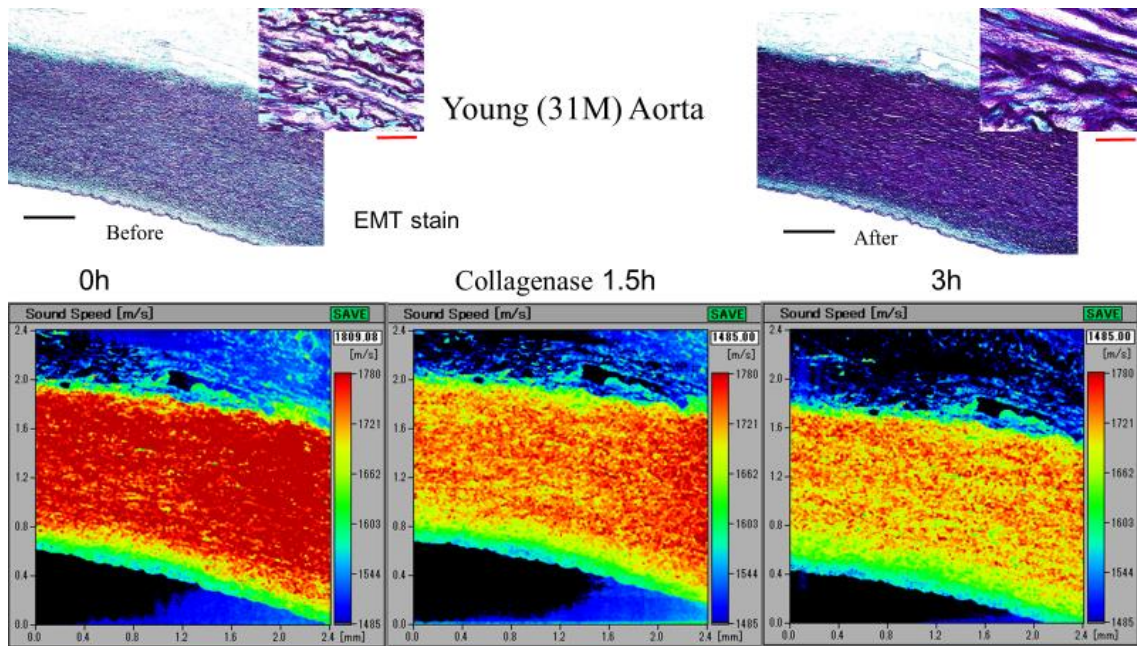 Young (31M) Aorta
Before
EMT stain
After
0h
Collagenase 1.5h
3h
Sound Speed [m/s]
SAVE
2.4
2.0
1.6
1.2
0.8
0.4
0.0
0.0 0.4 0.8 1.2 1.6 2.0 2.4 [mm]
1809.08
[m/s]
1780
1721
1662
1603
1544
1485
Sound Speed [m/s]
SAVE
2.4
2.0
1.6
1.2
0.8
0.4
0.0
0.0 0.4 0.8 1.2 1.6 2.0 2.4 [mm]
1485.00
[m/s]
1780
1721
1662
1603
1544
1485
Sound Speed [m/s]
SAVE
2.4
2.0
1.6
1.2
0.8
0.4
0.0
0.0 0.4 0.8 1.2 1.6 2.0 2.4 [mm]
1485.00
[m/s]
1780
1721
1662
1603
1544
1485